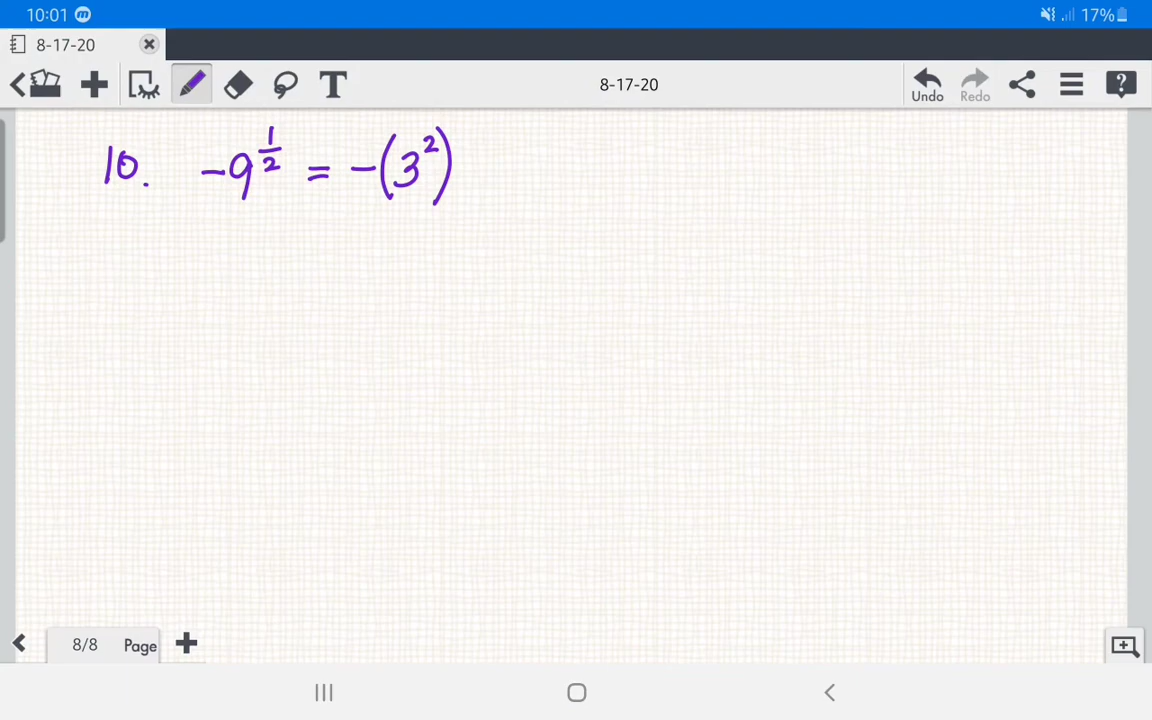 10:01 17%
8-17-20
T 8-17-20 Undo Redo ?
10. -9^{\frac{1}{2}} = -(3^2)
8/8 Page